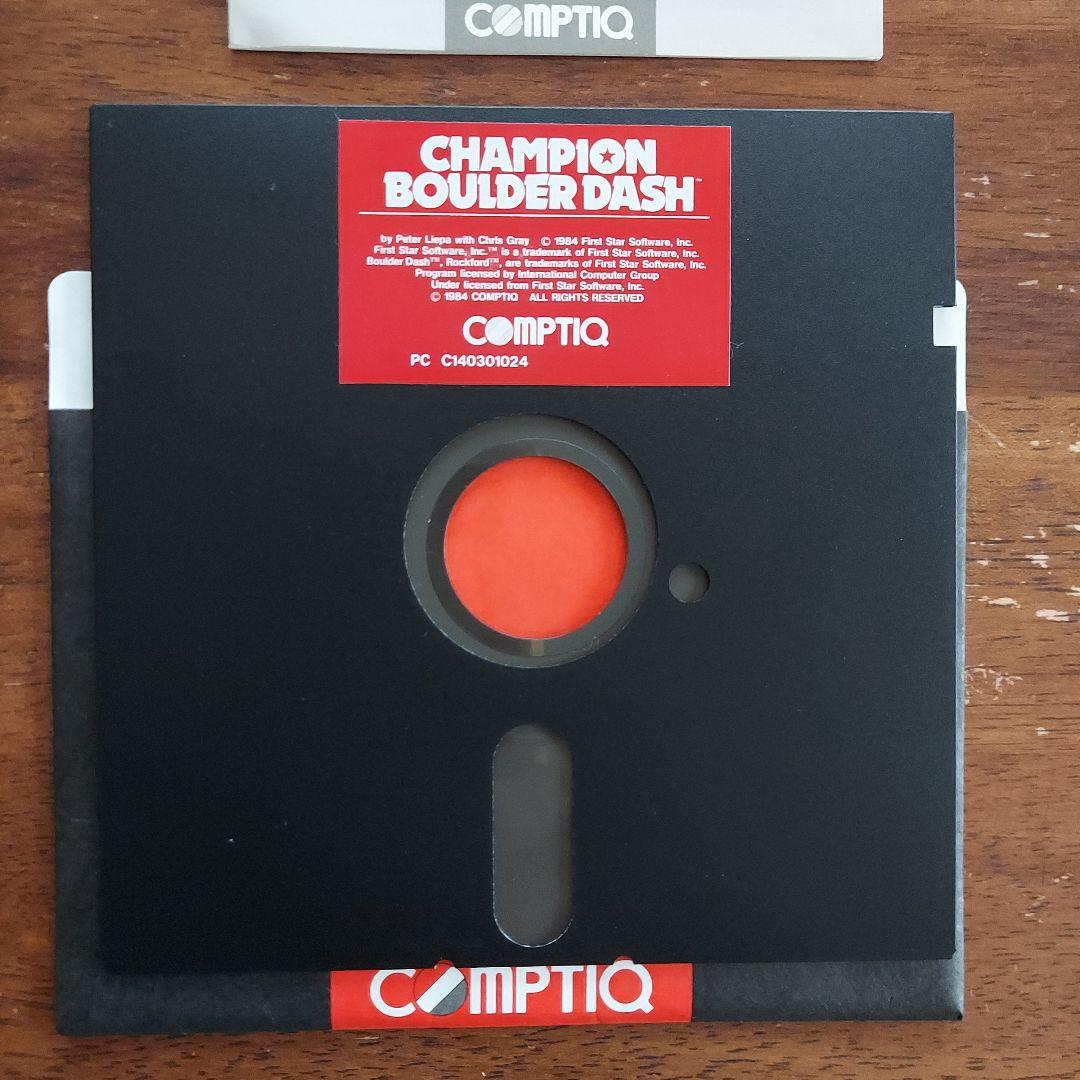 COMPTIQ
CHAMPION
BOULDER DASH™
by Peter Liepa with Chris Gray © 1984 First Star Software, Inc.
First Star Software, Inc.™ is a trademark of First Star Software, Inc.
Boulder Dash™, Rockford™, are trademarks of First Star Software, Inc.
Program licensed by International Computer Group
Under licensed from First Star Software, Inc.
© 1984 COMPTIQ ALL RIGHTS RESERVED
COMPTIQ
PC C140301024
COMPTIQ